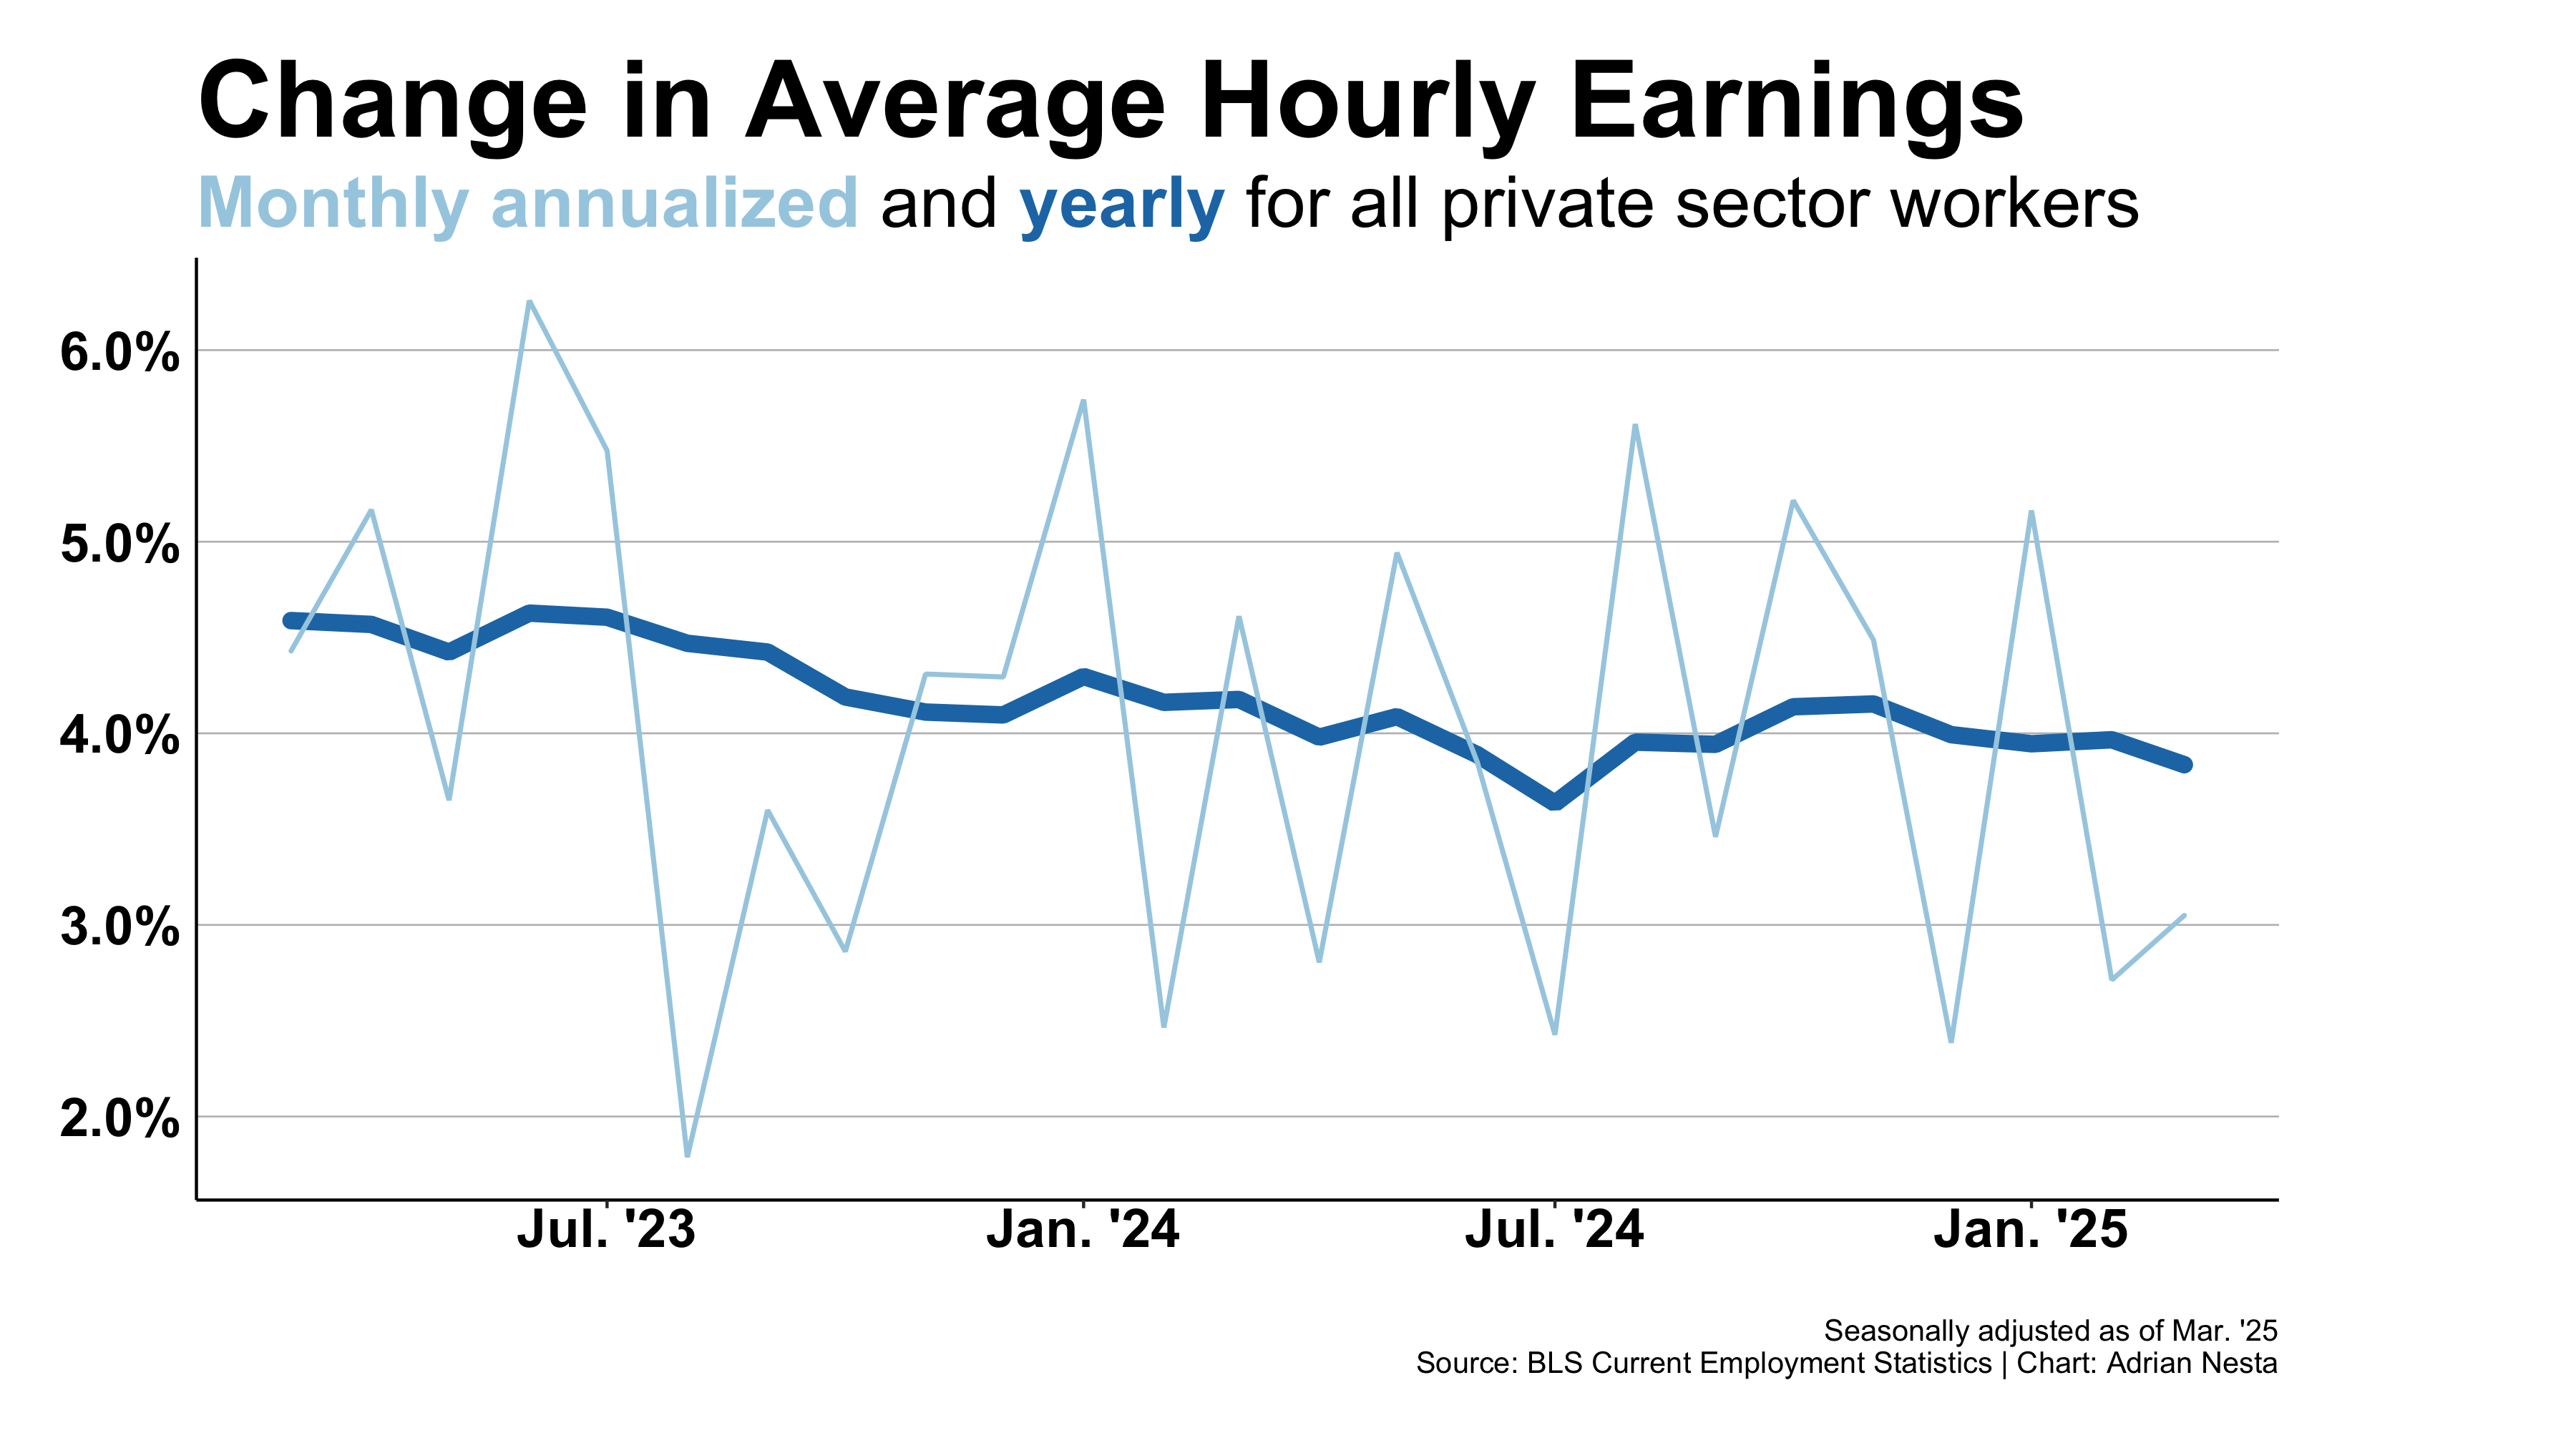 Change in Average Hourly Earnings
Monthly annualized and yearly for all private sector workers
6.0%
5.0%
4.0%
3.0%
2.0%
Jul. '23
Jan. '24
Jul. '24
Jan. '25
Seasonally adjusted as of Mar. '25
Source: BLS Current Employment Statistics | Chart: Adrian Nesta